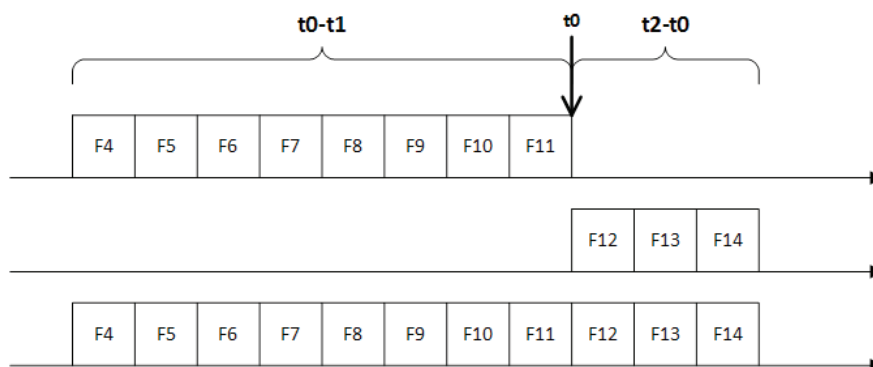 t0-t1 t0 t2-t0
F4 F5 F6 F7 F8 F9 F10 F11
F12 F13 F14
F4 F5 F6 F7 F8 F9 F10 F11 F12 F13 F14